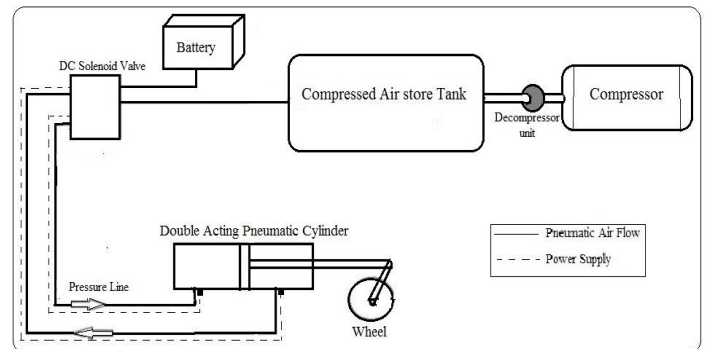 Battery
DC Solenoid Valve
Compressed Air store Tank
Compressor
Decompressor
unit
Double Acting Pneumatic Cylinder
Pneumatic Air Flow
Power Supply
Pressure Line
Wheel